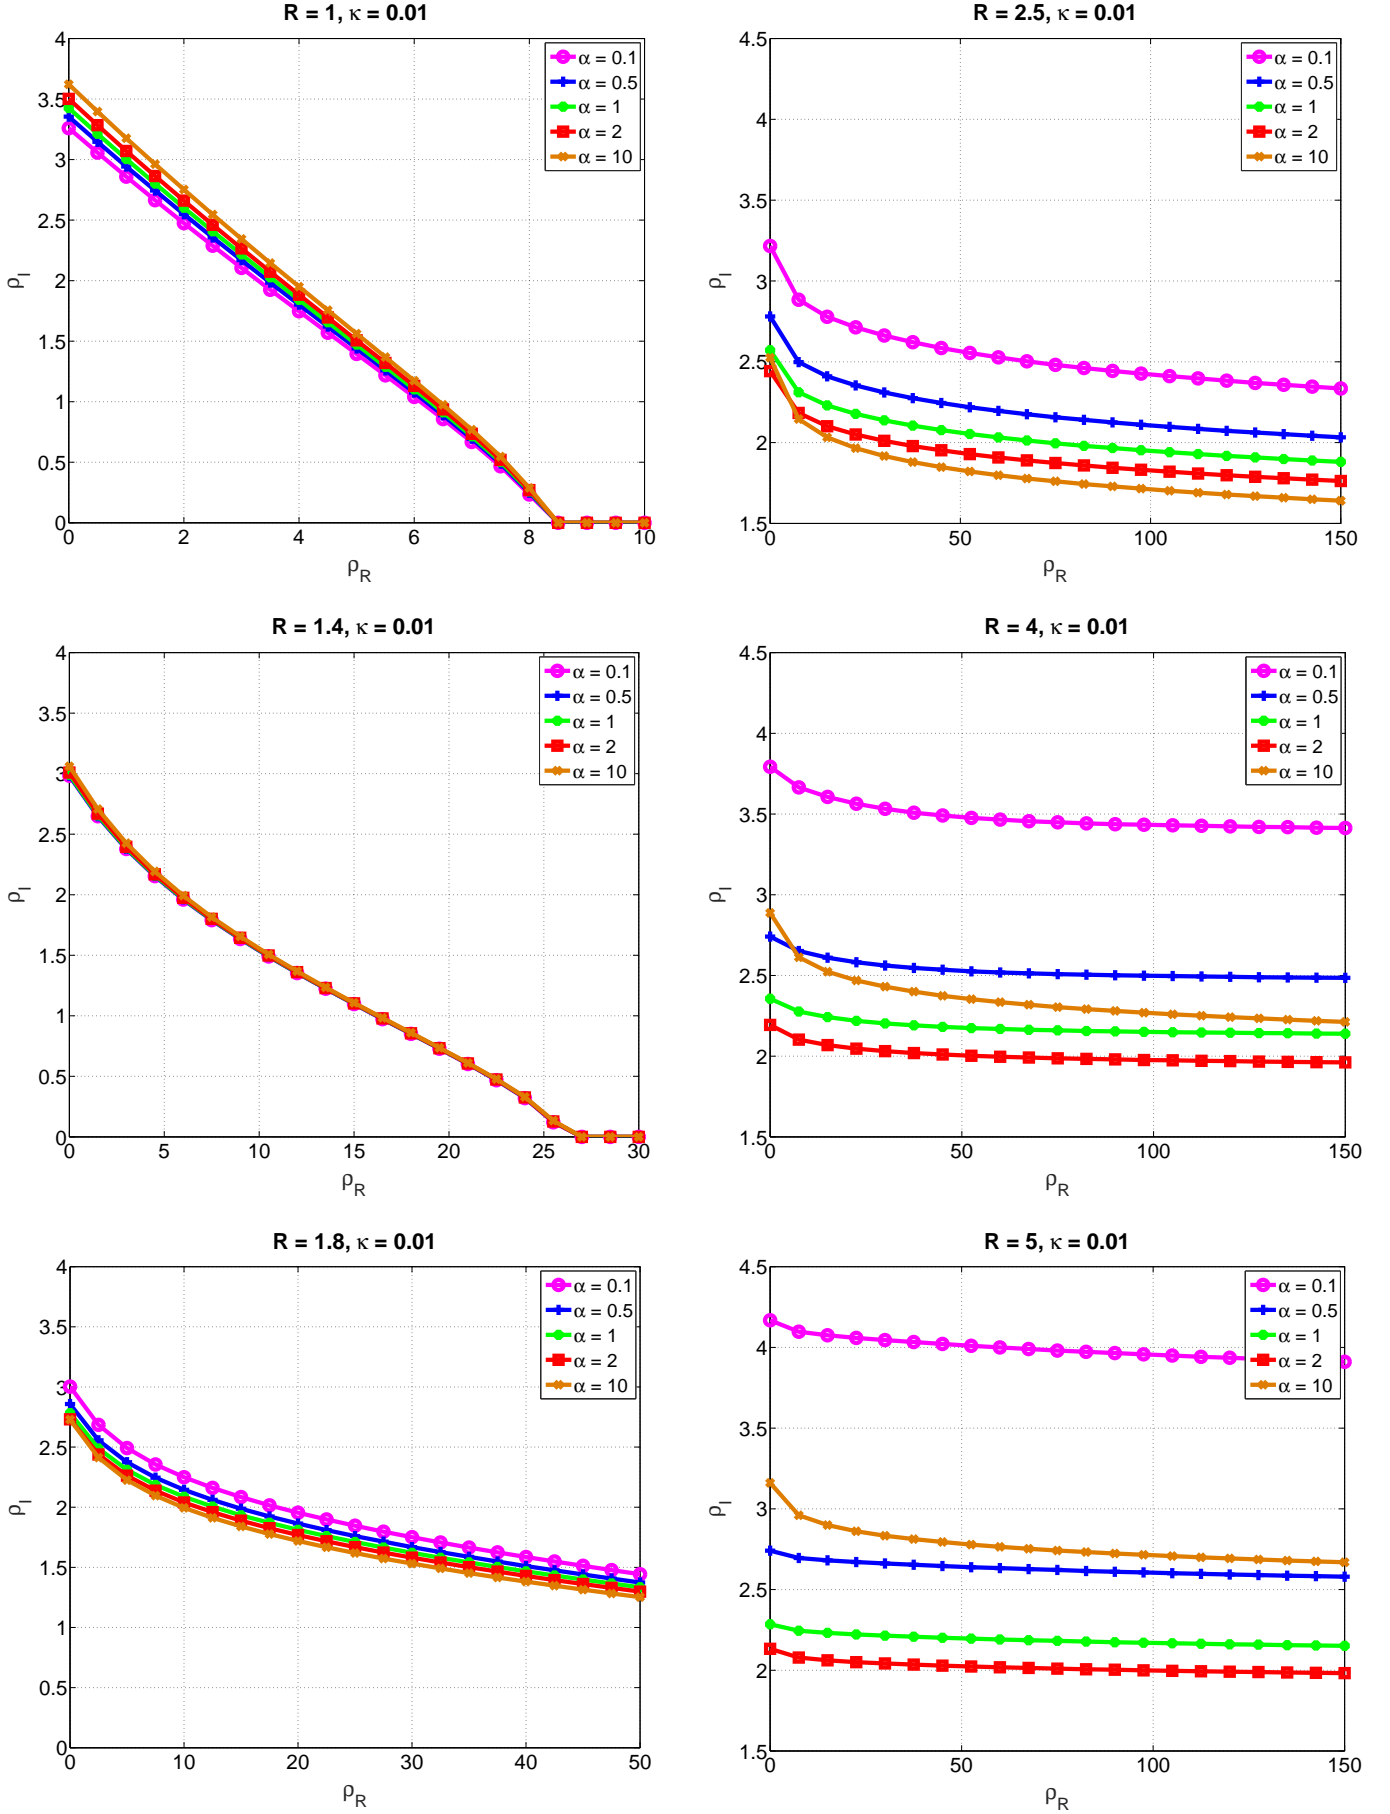 R = 1, κ = 0.01
4
3.5
3
2.5
2
1.5
1
0.5
0
0 2 4 6 8 10
ρI
ρR
α = 0.1
α = 0.5
α = 1
α = 2
α = 10
R = 2.5, κ = 0.01
4.5
4
3.5
3
2.5
2
1.5
0 50 100 150
ρI
ρR
α = 0.1
α = 0.5
α = 1
α = 2
α = 10
R = 1.4, κ = 0.01
4
3.5
3
2.5
2
1.5
1
0.5
0
0 5 10 15 20 25 30
ρI
ρR
α = 0.1
α = 0.5
α = 1
α = 2
α = 10
R = 4, κ = 0.01
4.5
4
3.5
3
2.5
2
1.5
0 50 100 150
ρI
ρR
α = 0.1
α = 0.5
α = 1
α = 2
α = 10
R = 1.8, κ = 0.01
4
3.5
3
2.5
2
1.5
1
0.5
0
0 10 20 30 40 50
ρI
ρR
α = 0.1
α = 0.5
α = 1
α = 2
α = 10
R = 5, κ = 0.01
4.5
4
3.5
3
2.5
2
1.5
0 50 100 150
ρI
ρR
α = 0.1
α = 0.5
α = 1
α = 2
α = 10